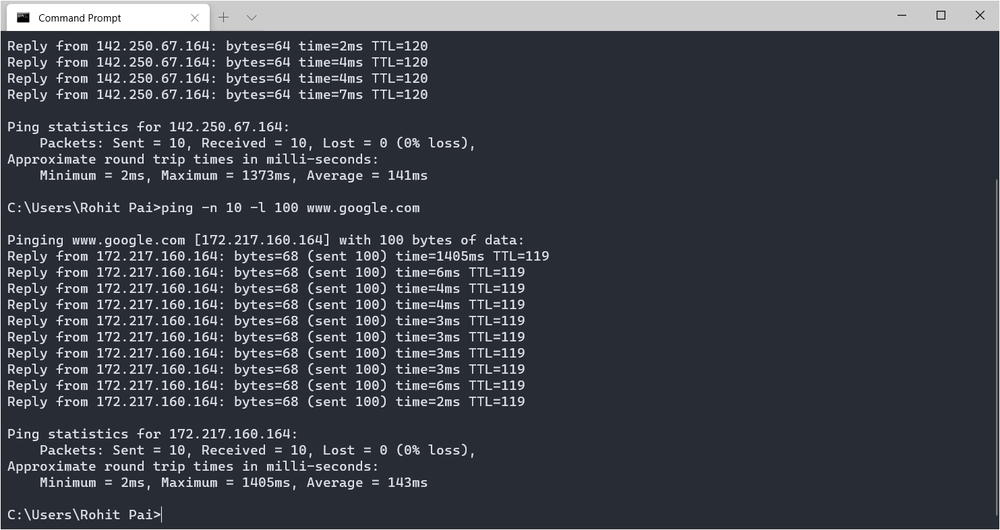 Command Prompt
Reply from 142.250.67.164: bytes=64 time=2ms TTL=120
Reply from 142.250.67.164: bytes=64 time=4ms TTL=120
Reply from 142.250.67.164: bytes=64 time=4ms TTL=120
Reply from 142.250.67.164: bytes=64 time=7ms TTL=120

Ping statistics for 142.250.67.164:
    Packets: Sent = 10, Received = 10, Lost = 0 (0% loss),
Approximate round trip times in milli-seconds:
    Minimum = 2ms, Maximum = 1373ms, Average = 141ms

C:\Users\Rohit Pai>ping -n 10 -l 100 www.google.com

Pinging www.google.com [172.217.160.164] with 100 bytes of data:
Reply from 172.217.160.164: bytes=68 (sent 100) time=1405ms TTL=119
Reply from 172.217.160.164: bytes=68 (sent 100) time=6ms TTL=119
Reply from 172.217.160.164: bytes=68 (sent 100) time=4ms TTL=119
Reply from 172.217.160.164: bytes=68 (sent 100) time=4ms TTL=119
Reply from 172.217.160.164: bytes=68 (sent 100) time=3ms TTL=119
Reply from 172.217.160.164: bytes=68 (sent 100) time=3ms TTL=119
Reply from 172.217.160.164: bytes=68 (sent 100) time=3ms TTL=119
Reply from 172.217.160.164: bytes=68 (sent 100) time=3ms TTL=119
Reply from 172.217.160.164: bytes=68 (sent 100) time=6ms TTL=119
Reply from 172.217.160.164: bytes=68 (sent 100) time=2ms TTL=119

Ping statistics for 172.217.160.164:
    Packets: Sent = 10, Received = 10, Lost = 0 (0% loss),
Approximate round trip times in milli-seconds:
    Minimum = 2ms, Maximum = 1405ms, Average = 143ms

C:\Users\Rohit Pai>